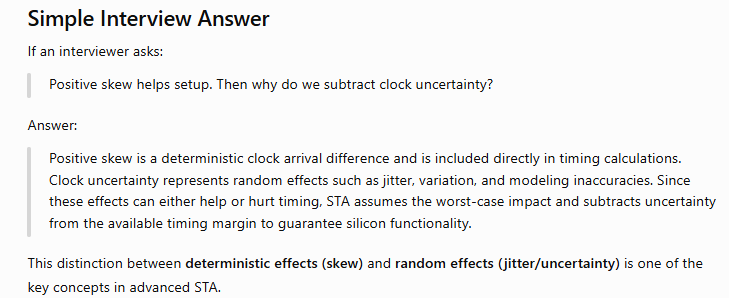 Simple Interview Answer
If an interviewer asks:
Positive skew helps setup. Then why do we subtract clock uncertainty?
Answer:
Positive skew is a deterministic clock arrival difference and is included directly in timing calculations.
Clock uncertainty represents random effects such as jitter, variation, and modeling inaccuracies. Since
these effects can either help or hurt timing, STA assumes the worst-case impact and subtracts uncertainty
from the available timing margin to guarantee silicon functionality.
This distinction between deterministic effects (skew) and random effects (jitter/uncertainty) is one of the
key concepts in advanced STA.